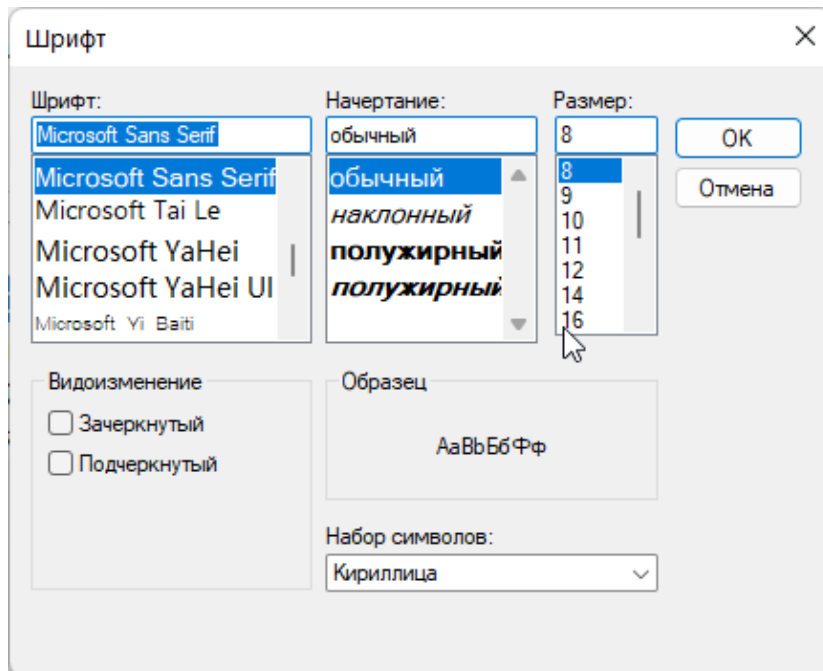 Шрифт
Шрифт:
Microsoft Sans Serif
Microsoft Sans Serif
Microsoft Tai Le
Microsoft YaHei
Microsoft YaHei UI
Microsoft Yi Baiti
Начертание:
обычный
обычный
наклонный
полужирный
полужирный
Размер:
8
8
9
10
11
12
14
16
OK
Отмена
Видоизменение
Зачеркнутый
Подчеркнутый
Образец
АаBbБбФф
Набор символов:
Кириллица